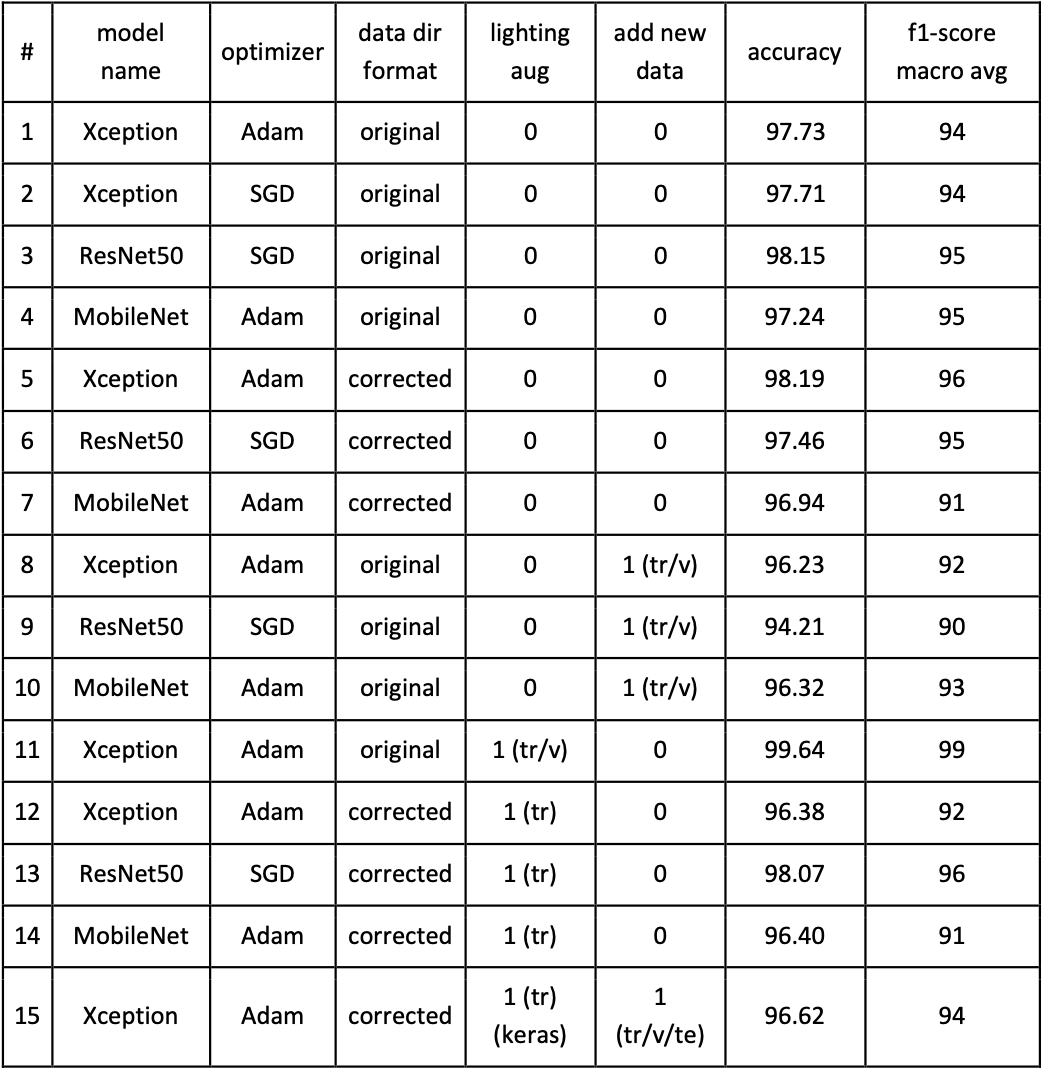 # model name optimizer data dir format lighting aug add new data accuracy f1-score macro avg
1 Xception Adam original 0 0 97.73 94
2 Xception SGD original 0 0 97.71 94
3 ResNet50 SGD original 0 0 98.15 95
4 MobileNet Adam original 0 0 97.24 95
5 Xception Adam corrected 0 0 98.19 96
6 ResNet50 SGD corrected 0 0 97.46 95
7 MobileNet Adam corrected 0 0 96.94 91
8 Xception Adam original 0 1 (tr/v) 96.23 92
9 ResNet50 SGD original 0 1 (tr/v) 94.21 90
10 MobileNet Adam original 0 1 (tr/v) 96.32 93
11 Xception Adam original 1 (tr/v) 0 99.64 99
12 Xception Adam corrected 1 (tr) 0 96.38 92
13 ResNet50 SGD corrected 1 (tr) 0 98.07 96
14 MobileNet Adam corrected 1 (tr) 0 96.40 91
15 Xception Adam corrected 1 (tr) (keras) 1 (tr/v/te) 96.62 94